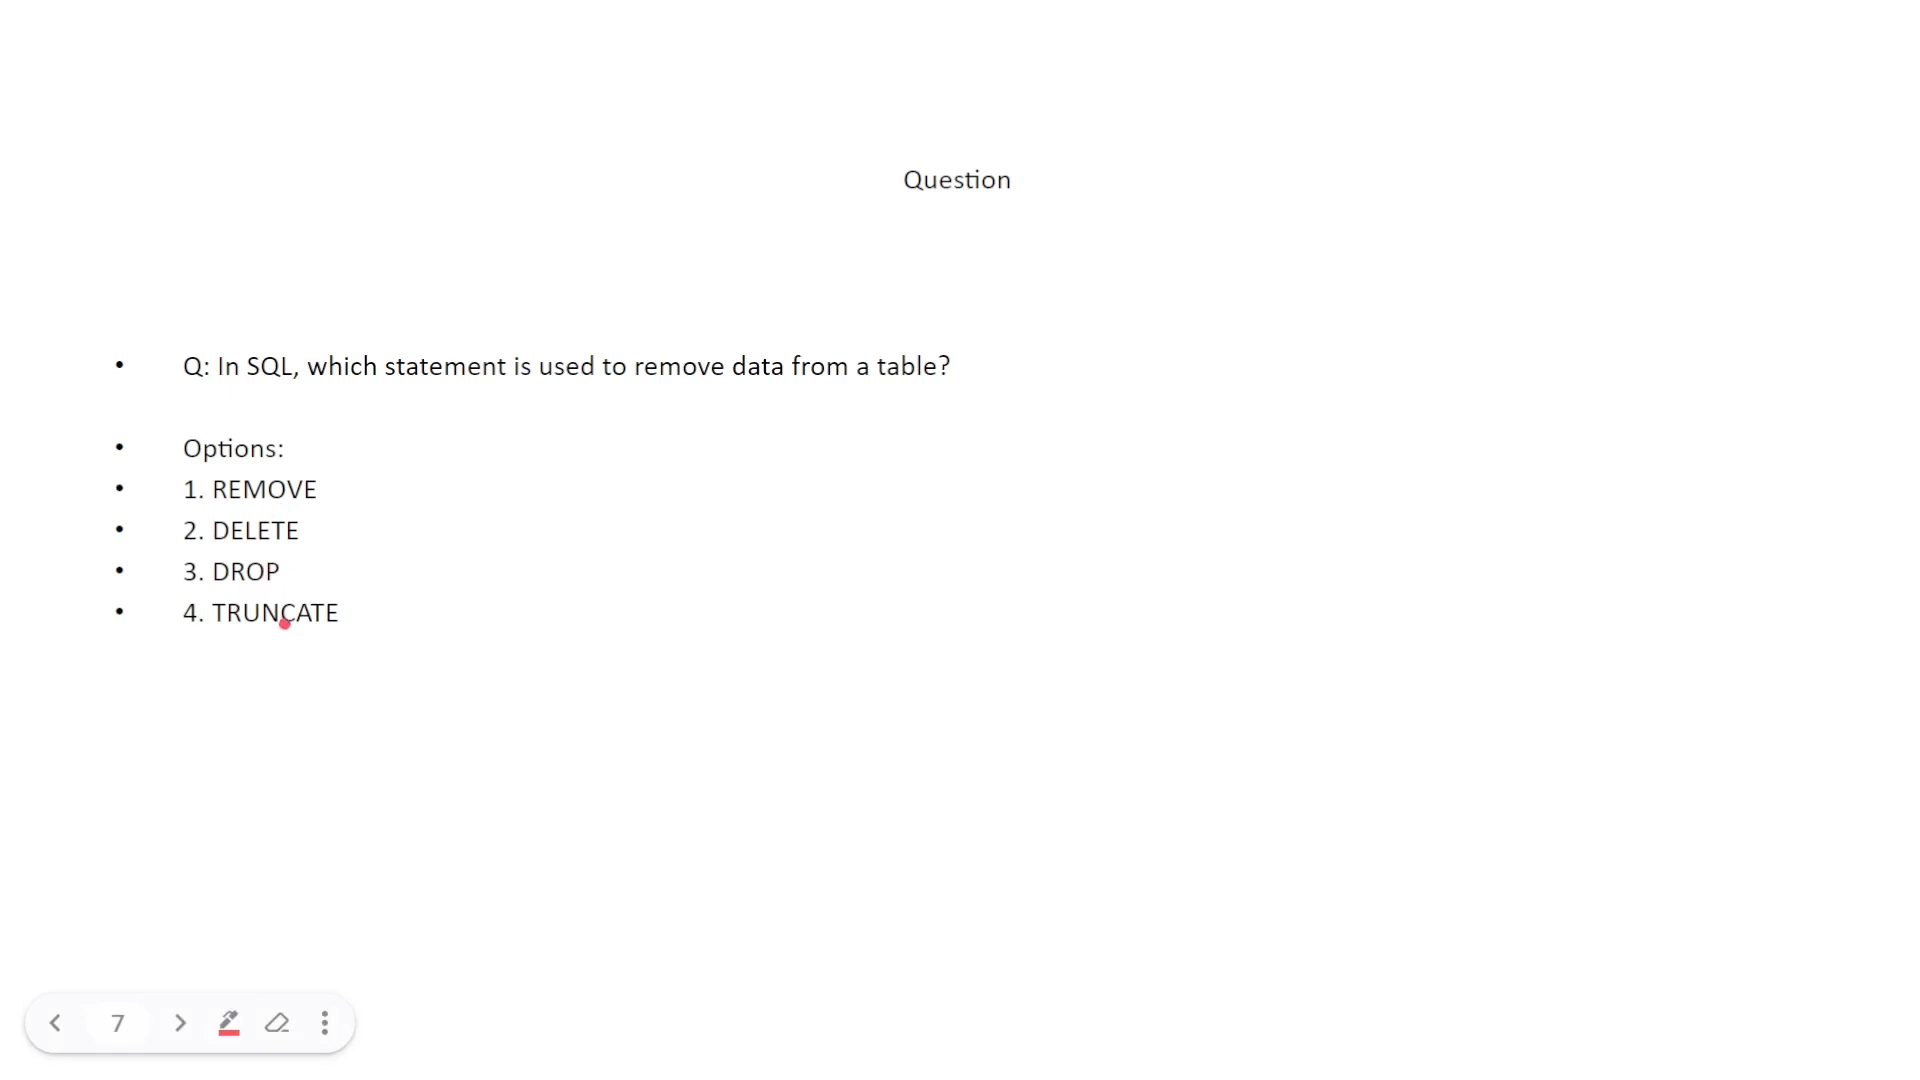 Question
• Q: In SQL, which statement is used to remove data from a table?
• Options:
• 1. REMOVE
• 2. DELETE
• 3. DROP
• 4. TRUNCATE
7